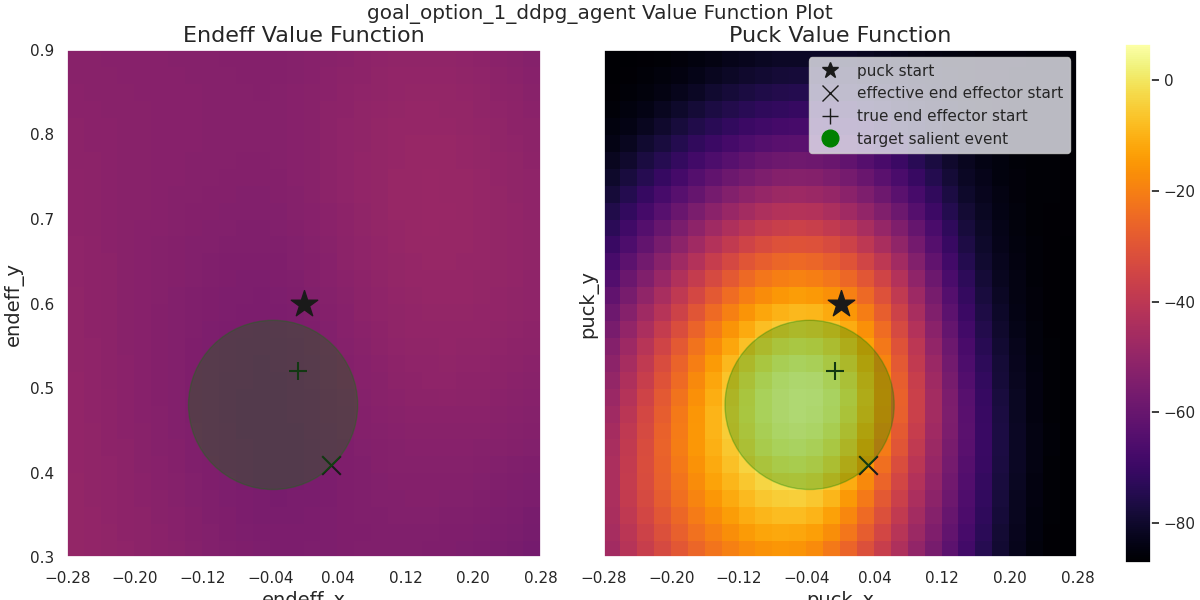 goal_option_1_ddpg_agent Value Function Plot
Endeff Value Function
Puck Value Function
puck start
effective end effector start
true end effector start
target salient event
0.9
0.8
0.7
0.6
0.5
0.4
0.3
endeff_y
−0.28 −0.20 −0.12 −0.04 0.04 0.12 0.20 0.28
endeff_x
puck_y
−0.28 −0.20 −0.12 −0.04 0.04 0.12 0.20 0.28
puck_x
0
−20
−40
−60
−80